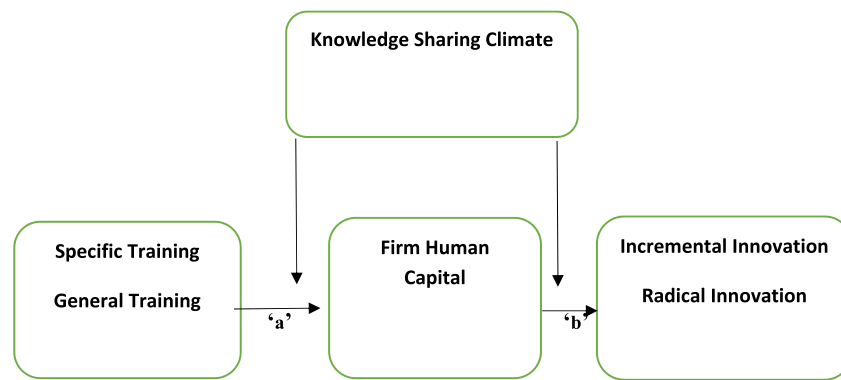 Knowledge Sharing Climate
Specific Training
General Training
‘a’
Firm Human
Capital
‘b’
Incremental Innovation
Radical Innovation